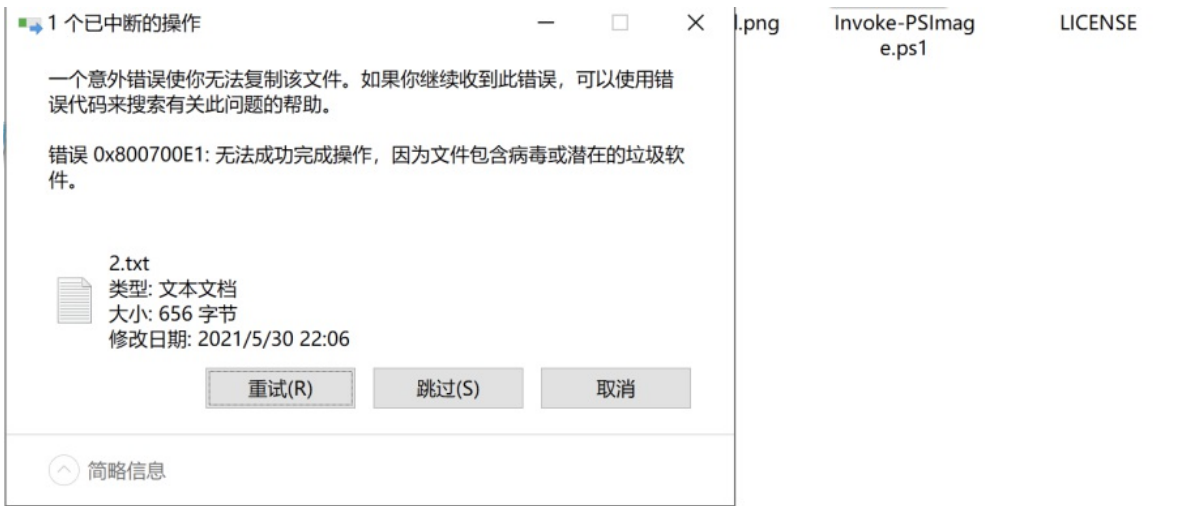 1 个已中断的操作
一个意外错误使你无法复制该文件。如果你继续收到此错误，可以使用错
误代码来搜索有关此问题的帮助。
错误 0x800700E1: 无法成功完成操作，因为文件包含病毒或潜在的垃圾软
件。
2.txt
类型: 文本文档
大小: 656 字节
修改日期: 2021/5/30 22:06
重试(R)
跳过(S)
取消
简略信息
l.png
Invoke-PSImag
e.ps1
LICENSE